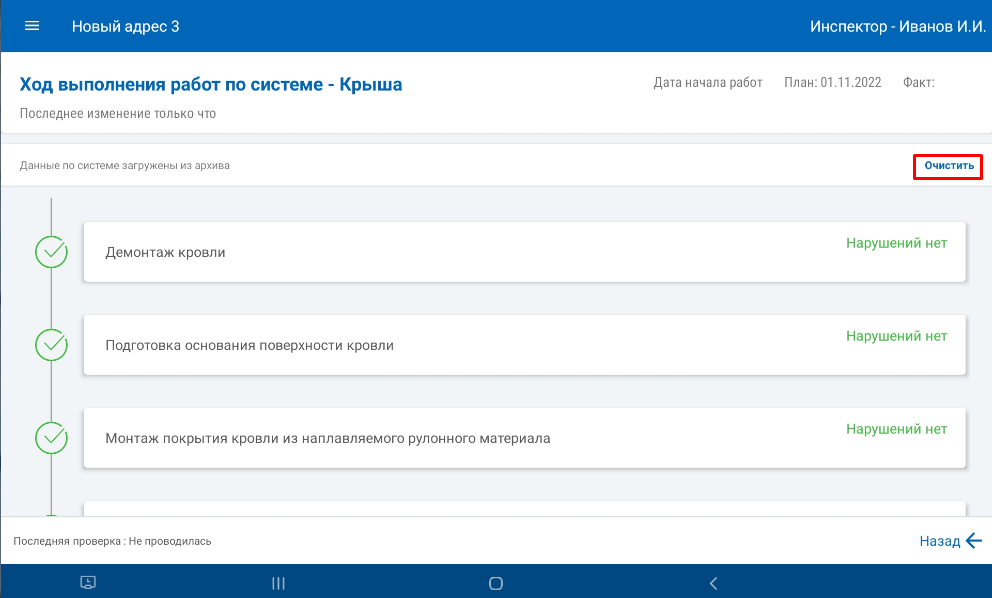 Новый адрес 3
Инспектор - Иванов И.И.
Ход выполнения работ по системе - Крыша
Дата начала работ План: 01.11.2022 Факт:
Последнее изменение только что
Данные по системе загружены из архива
Очистить
Демонтаж кровли
Нарушений нет
Подготовка основания поверхности кровли
Нарушений нет
Монтаж покрытия кровли из наплавляемого рулонного материала
Нарушений нет
Последняя проверка : Не проводилась
Назад